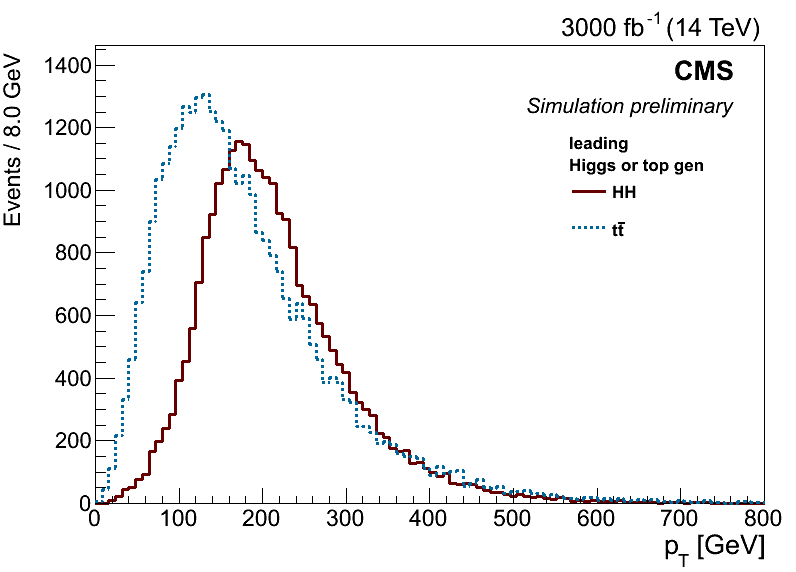 3000 fb⁻¹ (14 TeV)
CMS
Simulation preliminary
leading
Higgs or top gen
HH
tt̄
Events / 8.0 GeV
1400
1200
1000
800
600
400
200
0
0 100 200 300 400 500 600 700 800
p_T [GeV]